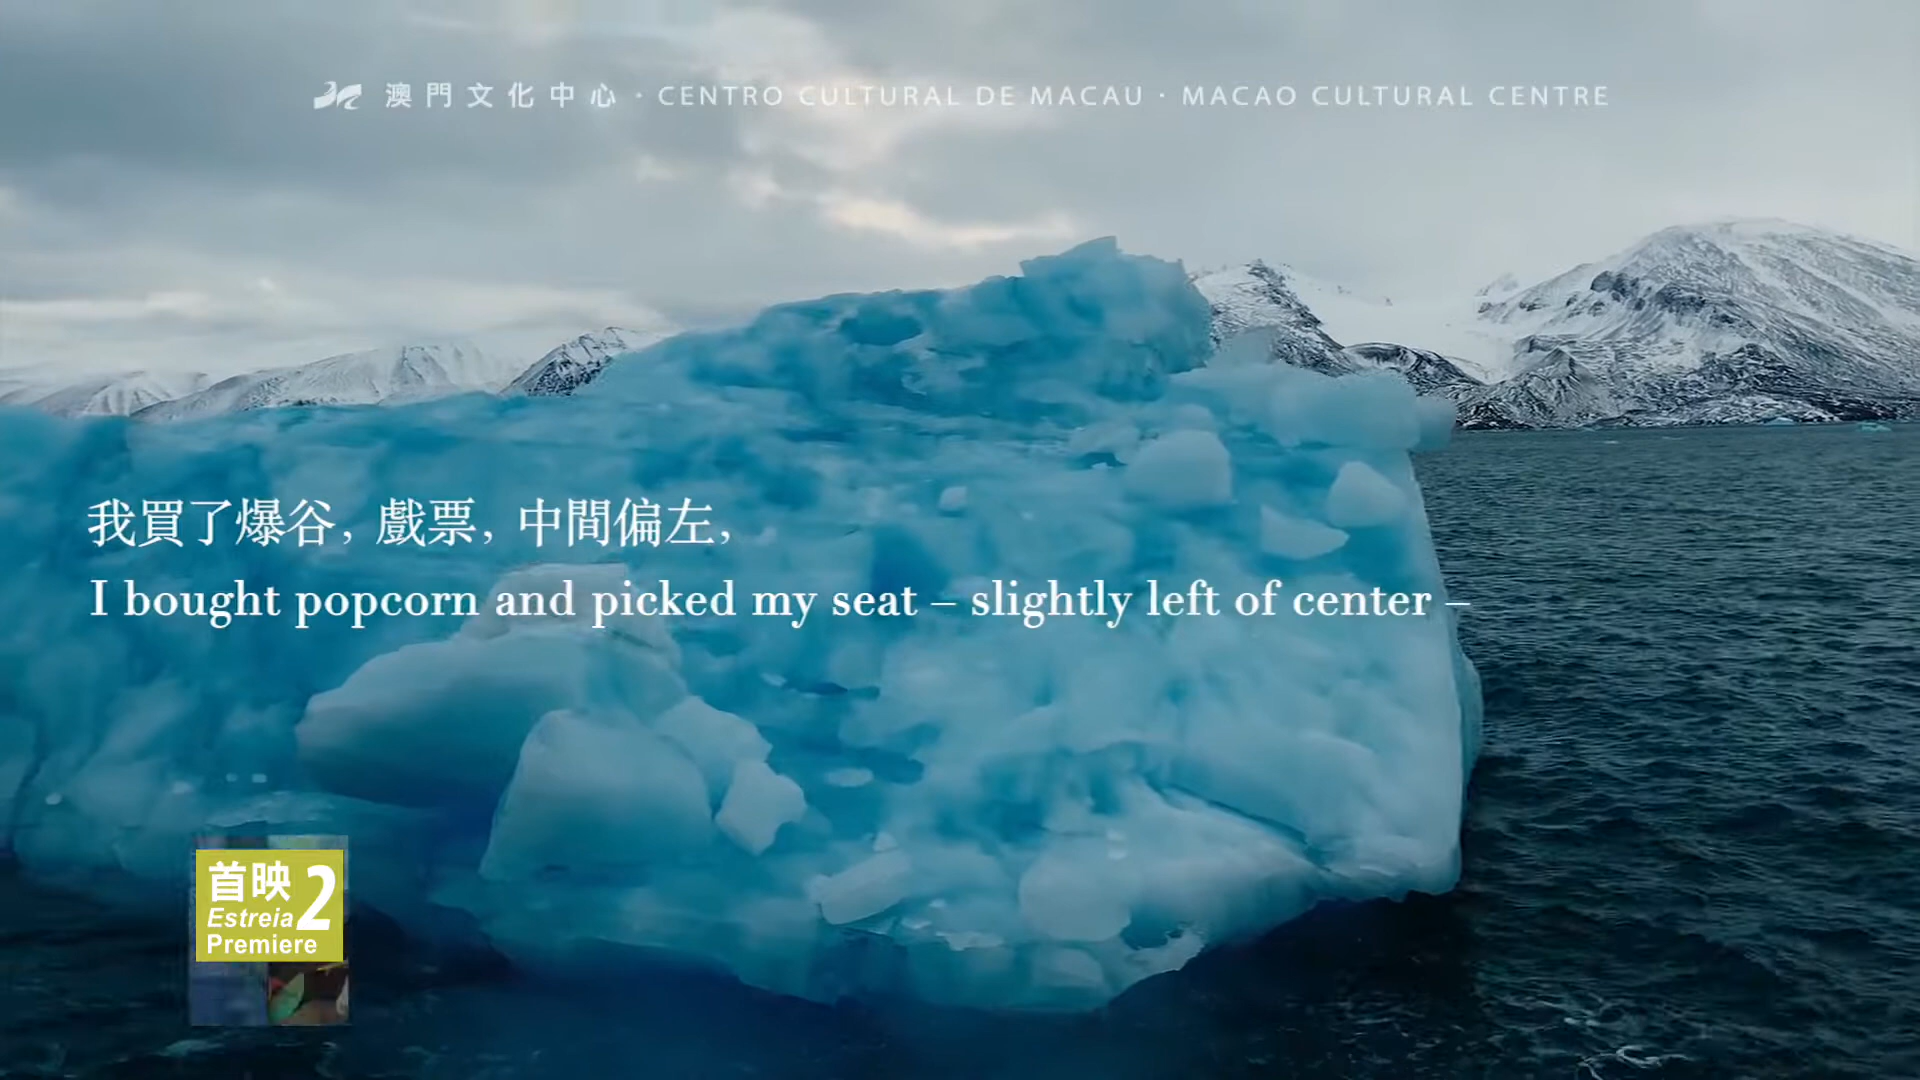 澳門文化中心 · CENTRO CULTURAL DE MACAU · MACAO CULTURAL CENTRE
我買了爆谷, 戲票, 中間偏左,
I bought popcorn and picked my seat – slightly left of center –
首映 2
Estreia
Premiere